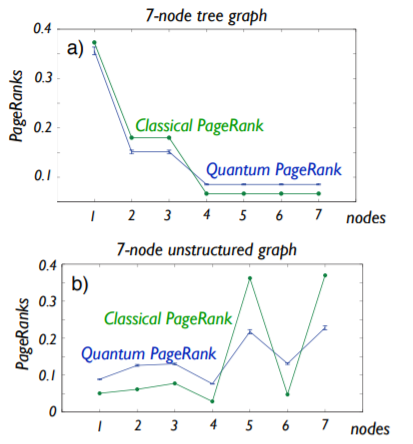 7-node tree graph
a)
PageRanks
0.4
0.3
0.2
0.1
Classical PageRank
Quantum PageRank
1 2 3 4 5 6 7 nodes
7-node unstructured graph
b)
PageRanks
0.4
0.3
0.2
0.1
0
Classical PageRank
Quantum PageRank
1 2 3 4 5 6 7 nodes